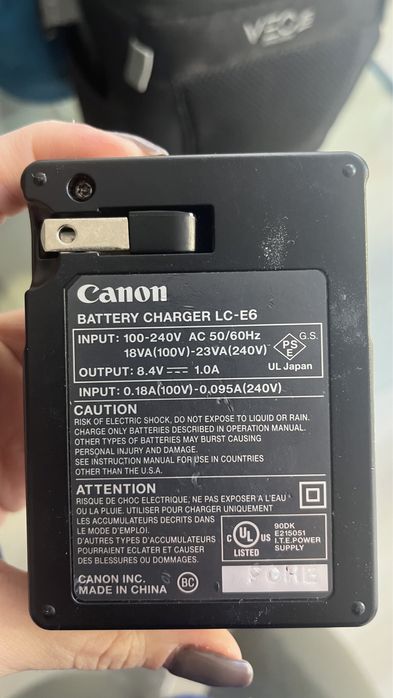 VEO
Canon
BATTERY CHARGER LC-E6
INPUT: 100-240V AC 50/60Hz
18VA(100V)-23VA(240V)
OUTPUT: 8.4V⎓ 1.0A
PS
E
G.S.
UL Japan
INPUT: 0.18A(100V)-0.095A(240V)
CAUTION
RISK OF ELECTRIC SHOCK, DO NOT EXPOSE TO LIQUID OR RAIN.
CHARGE ONLY BATTERIES DESCRIBED IN OPERATION MANUAL.
OTHER TYPES OF BATTERIES MAY BURST CAUSING
PERSONAL INJURY AND DAMAGE.
SEE INSTRUCTION MANUAL FOR USE IN COUNTRIES
OTHER THAN THE U.S.A.
ATTENTION
RISQUE DE CHOC ELECTRIQUE, NE PAS EXPOSER A L'EAU
OU LA PLUIE. UTILISER POUR CHARGER UNIQUEMENT
LES ACCUMULATEURS DECRITS DANS
LE MODE D'EMPLOI.
D'AUTRES TYPES D'ACCUMULATEURS
POURRAIENT ECLATER ET CAUSER
DES BLESSURES OU DOMMAGES.
C UL US
LISTED
90DK
E215051
I.T.E.POWER
SUPPLY
CANON INC.
MADE IN CHINA
BC